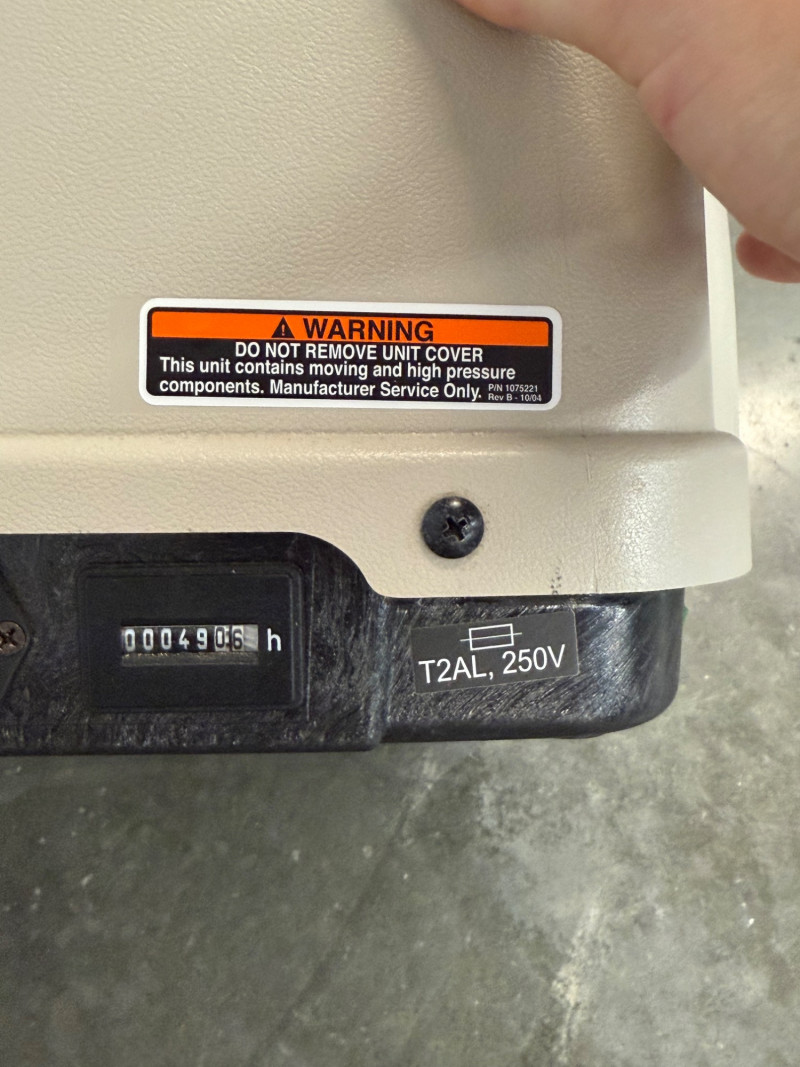 WARNING
DO NOT REMOVE UNIT COVER
This unit contains moving and high pressure
components. Manufacturer Service Only.
P/N 1075221
Rev B - 10/04
0004906 h
T2AL, 250V